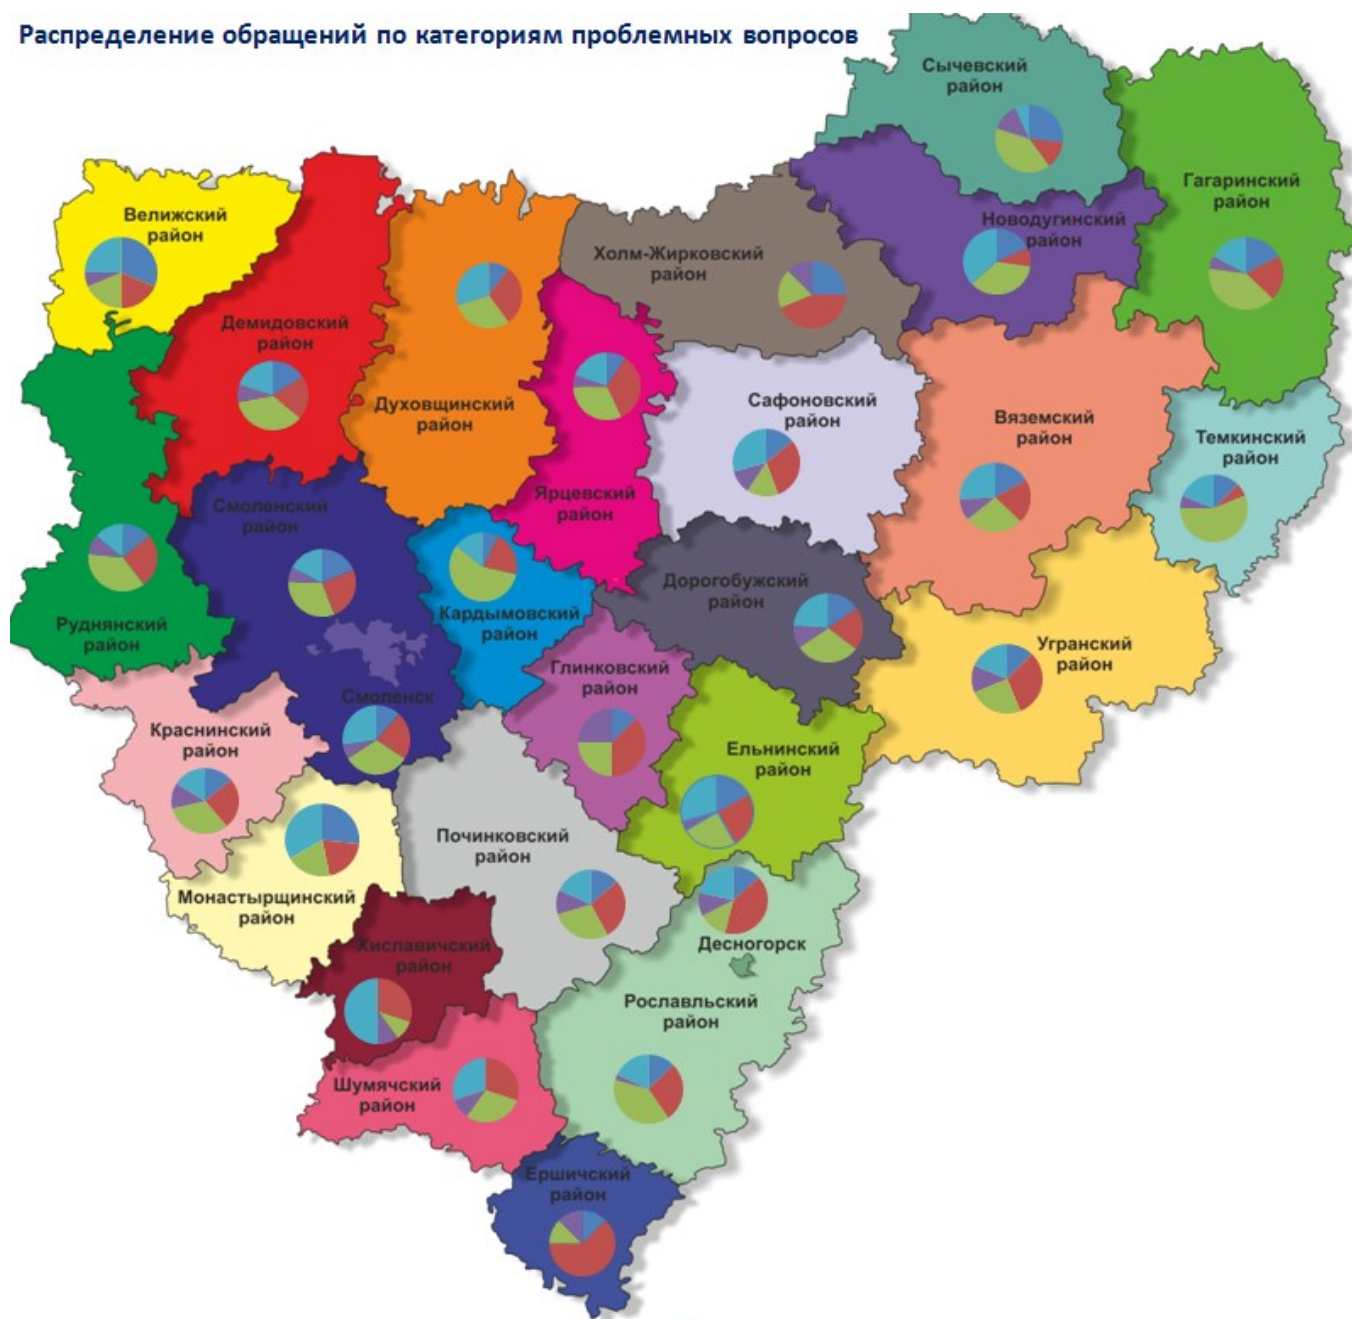 Распределение обращений по категориям проблемных вопросов
Сычевский
район
Гагаринский
район
Велижский
район
Новодугинский
район
Холм-Жирковский
район
Демидовский
район
Духовщинский
район
Сафоновский
район
Вяземский
район
Темкинский
район
Ярцевский
район
Смоленский
район
Дорогобужский
район
Кардымовский
район
Руднянский
район
Угранский
район
Глинковский
район
Смоленск
Краснинский
район
Ельнинский
район
Починковский
район
Монастырщинский
район
Десногорск
Хиславичский
район
Рославльский
район
Шумячский
район
Ершичский
район